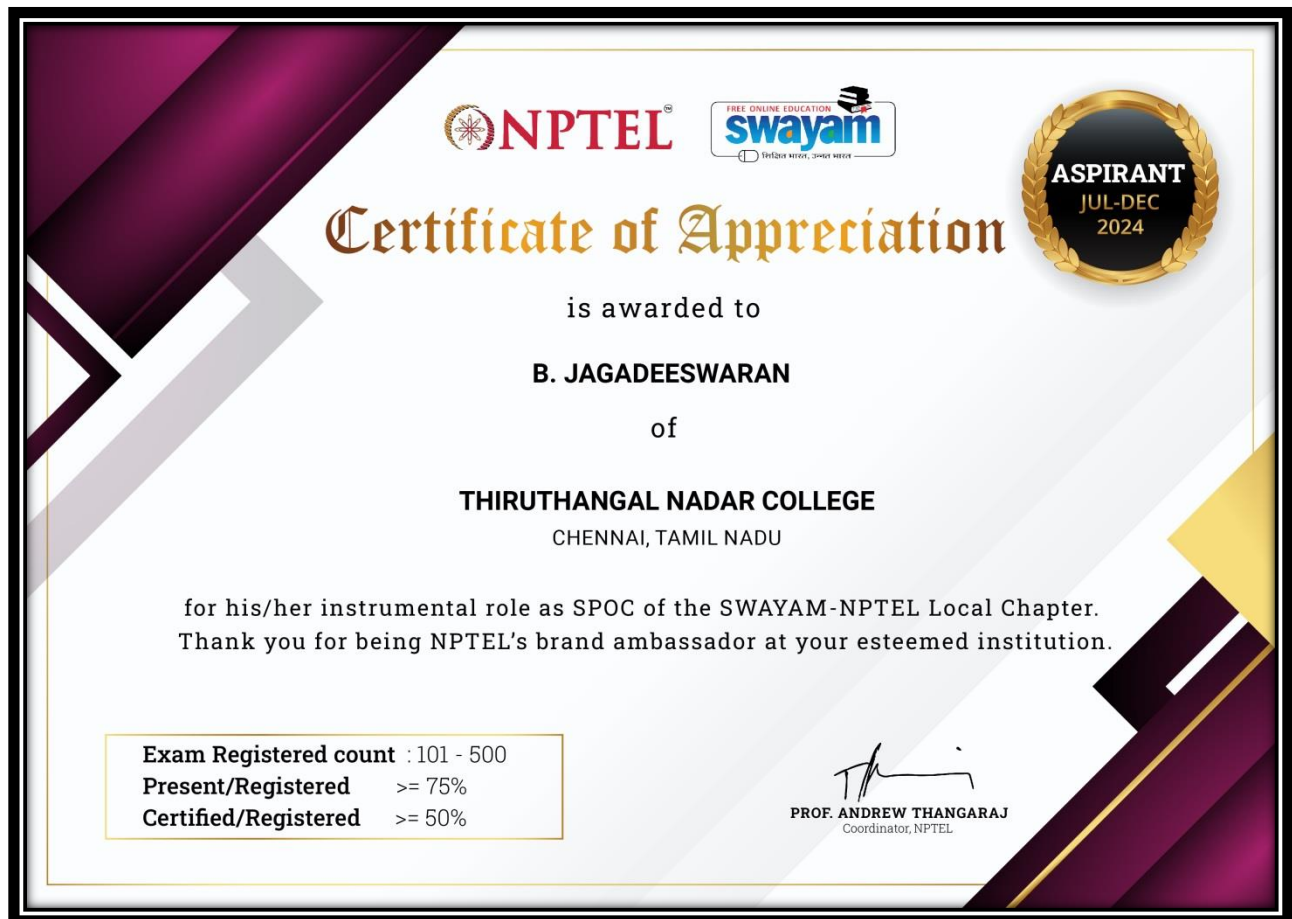 NPTEL™
FREE ONLINE EDUCATION
swayam
शिक्षित भारत, उन्नत भारत
ASPIRANT
JUL-DEC
2024
Certificate of Appreciation
is awarded to
B. JAGADEESWARAN
of
THIRUTHANGAL NADAR COLLEGE
CHENNAI, TAMIL NADU
for his/her instrumental role as SPOC of the SWAYAM-NPTEL Local Chapter.
Thank you for being NPTEL’s brand ambassador at your esteemed institution.
Exam Registered count : 101 - 500
Present/Registered >= 75%
Certified/Registered >= 50%
PROF. ANDREW THANGARAJ
Coordinator, NPTEL